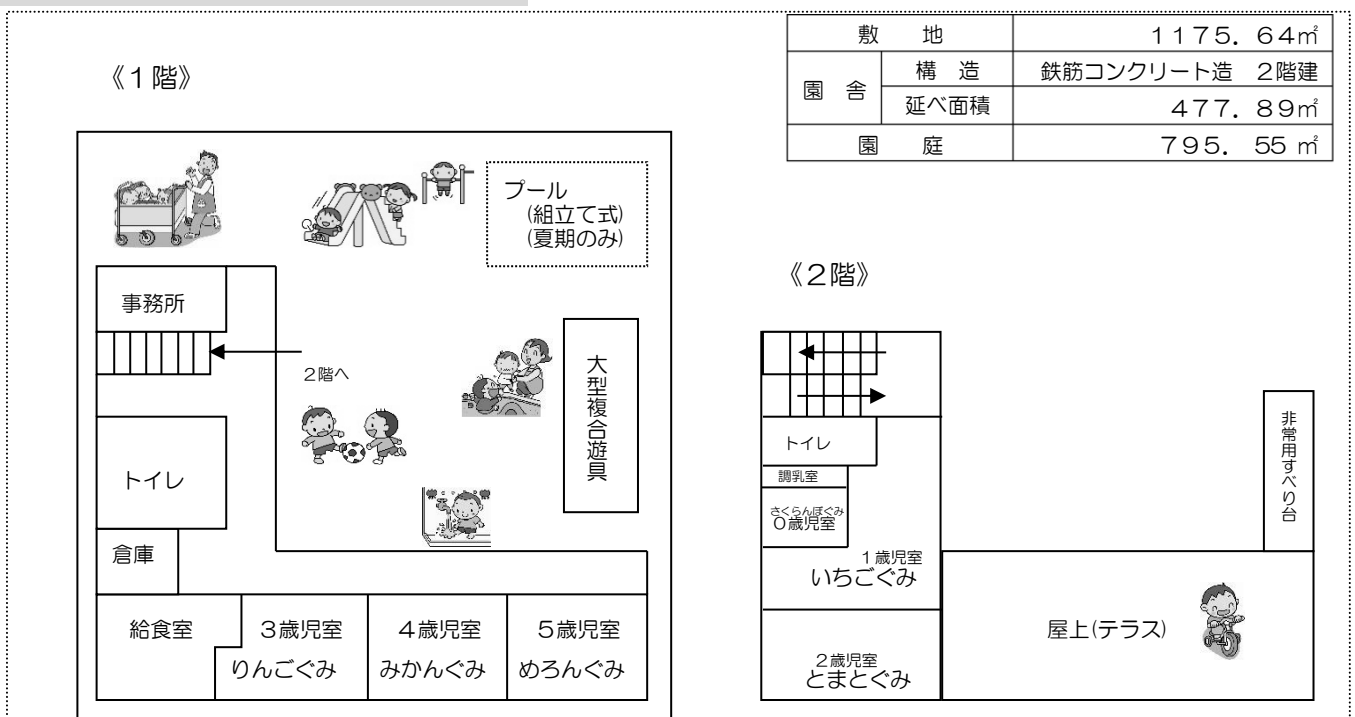 敷　地　１１７５．６４㎡
園　舎
構　造　鉄筋コンクリート造　２階建
延べ面積　４７７．８９㎡
園　庭　７９５．５５㎡
《１階》
プール
(組立て式)
(夏期のみ)
事務所
２階へ
大型複合遊具
トイレ
倉庫
給食室
３歳児室
りんごぐみ
４歳児室
みかんぐみ
５歳児室
めろんぐみ
《２階》
トイレ
調乳室
さくらんぼぐみ
０歳児室
１歳児室
いちごぐみ
２歳児室
とまとぐみ
屋上(テラス)
非常用すべり台